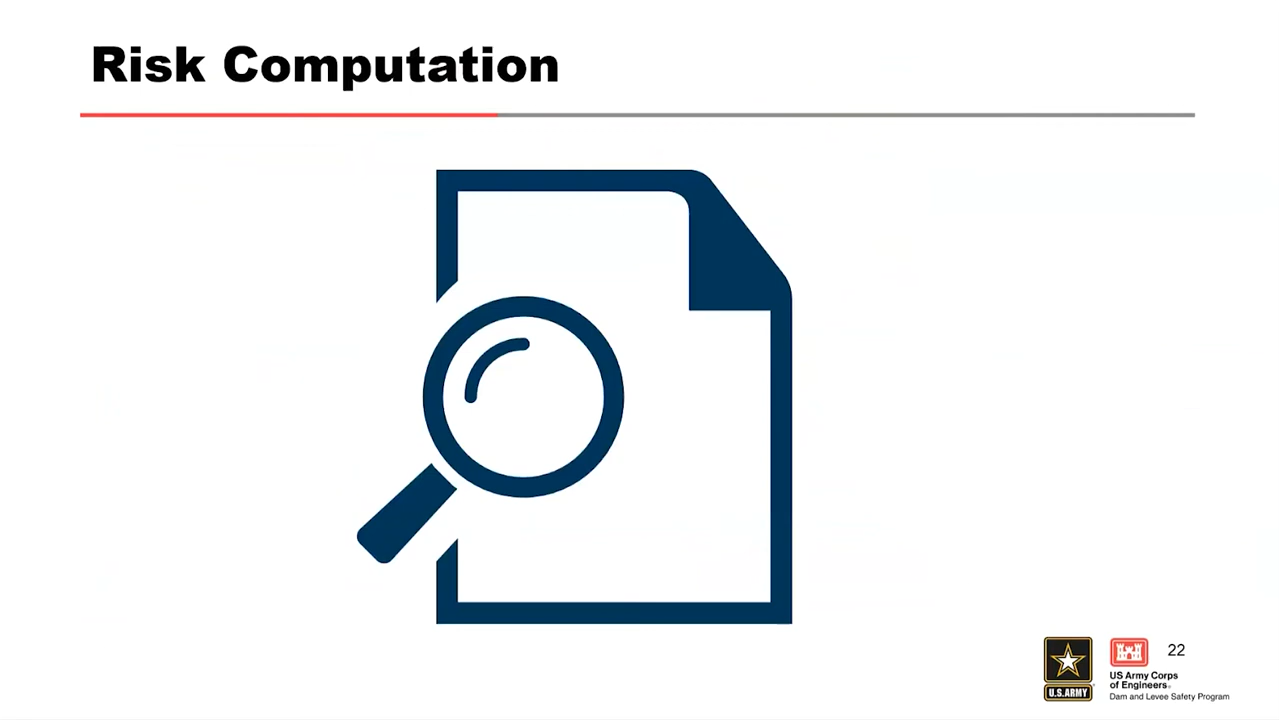 Risk Computation
22
U.S.ARMY
US Army Corps
of Engineers®
Dam and Levee Safety Program